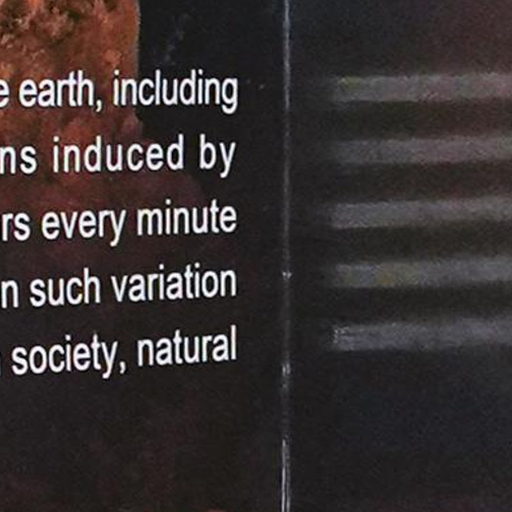 e earth, including
ns induced by
rs every minute
n such variation
society, natural